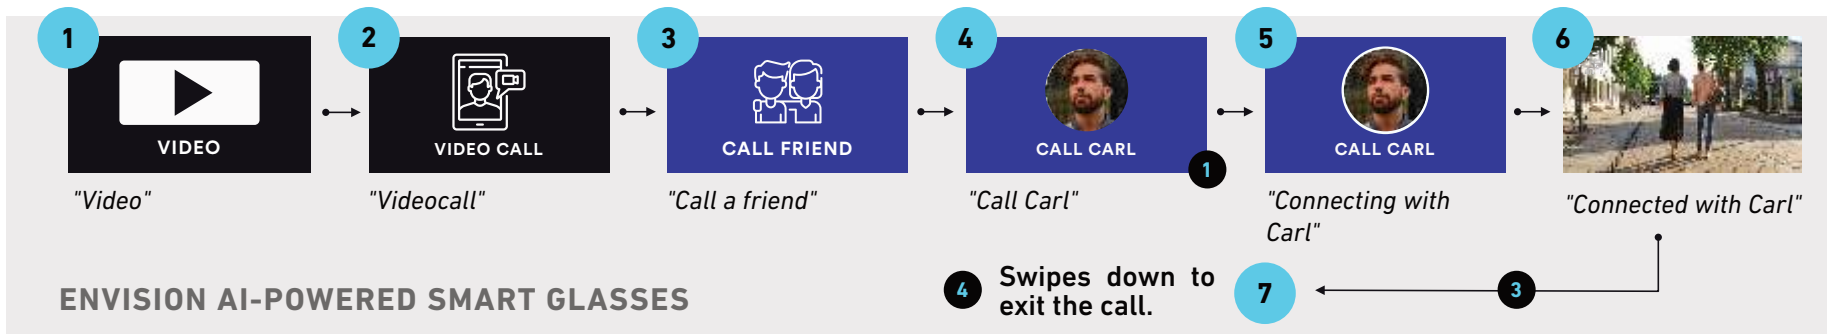 1
2
3
4
5
6
VIDEO
VIDEO CALL
CALL FRIEND
CALL CARL
CALL CARL
1
"Video"
"Videocall"
"Call a friend"
"Call Carl"
"Connecting with
Carl"
"Connected with Carl"
ENVISION AI-POWERED SMART GLASSES
4
Swipes down to
exit the call.
7
3